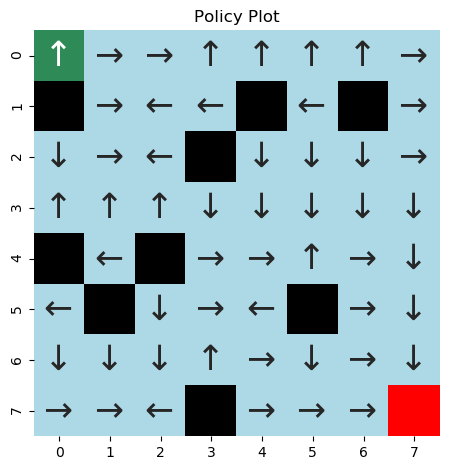 Policy Plot
0 ↑ → → ↑ ↑ ↑ ↑ →
1 → ← ← ← →
2 ↓ → ← ↓ ↓ ↓ →
3 ↑ ↑ ↑ ↓ ↓ ↓ ↓ ↓
4 ← → → ↑ → ↓
5 ← ↓ → ← → ↓
6 ↓ ↓ ↓ ↑ → ↓ → ↓
7 → → ← → → →
0 1 2 3 4 5 6 7